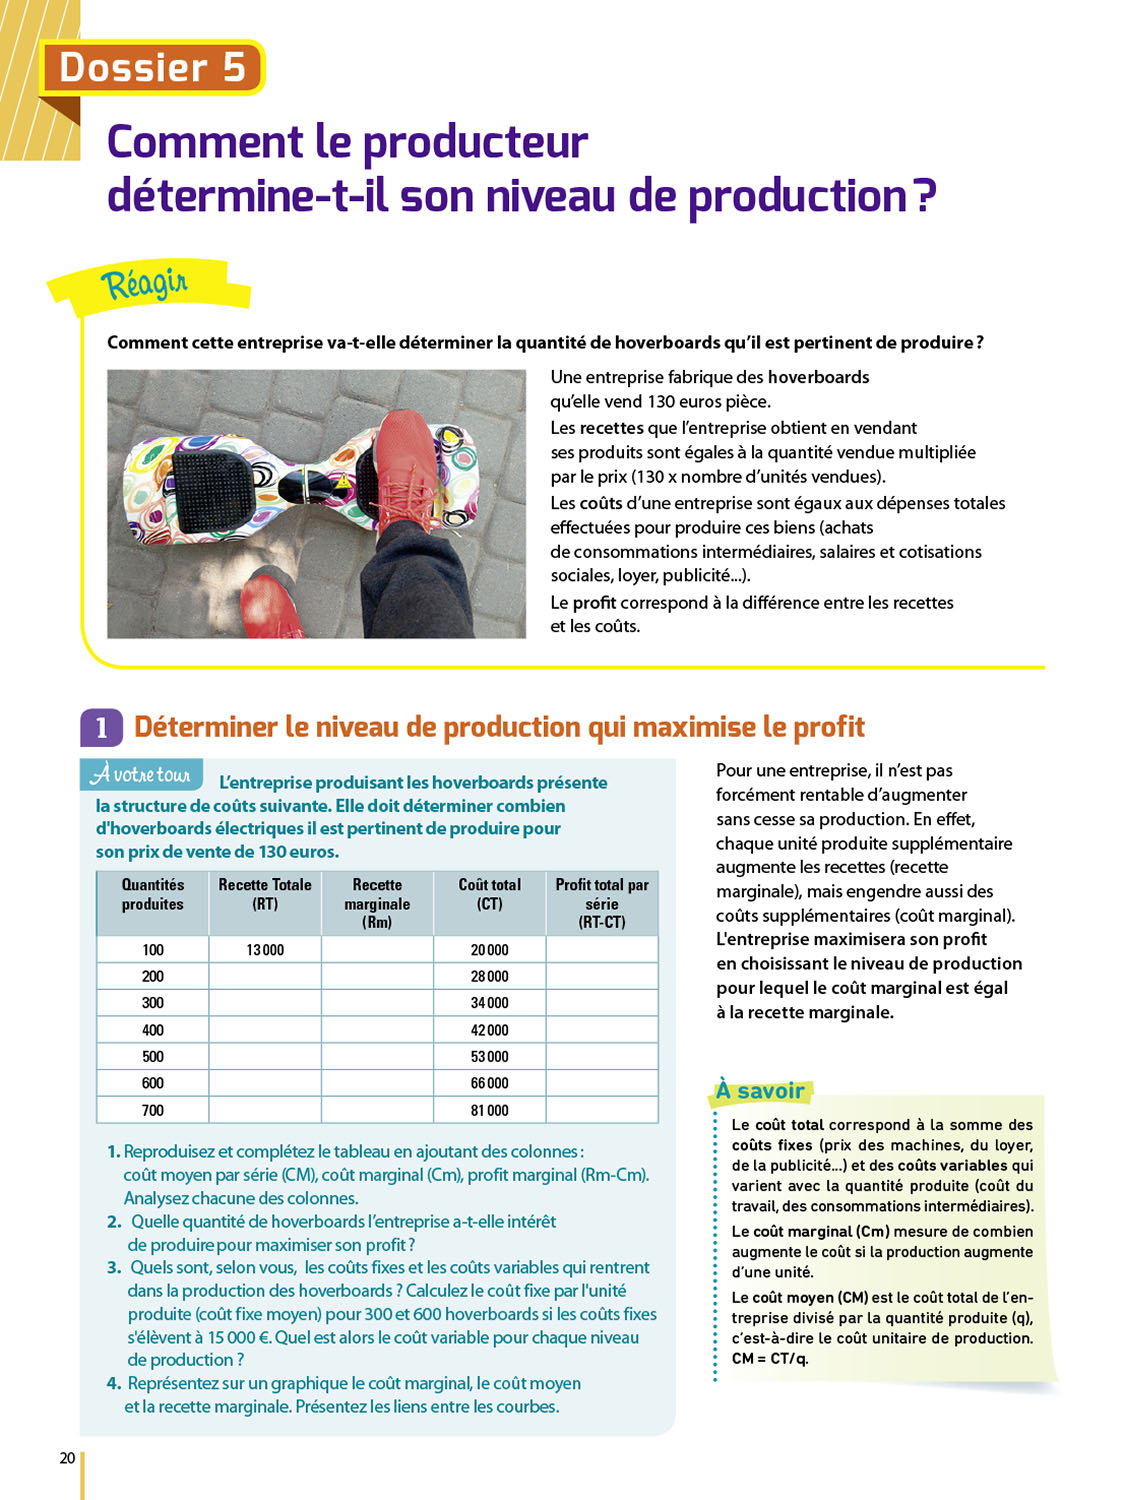 Dossier 5
Comment le producteur
détermine-t-il son niveau de production ?
Réagir
Comment cette entreprise va-t-elle déterminer la quantité de hoverboards qu’il est pertinent de produire ?
Une entreprise fabrique des hoverboards
qu’elle vend 130 euros pièce.
Les recettes que l’entreprise obtient en vendant
ses produits sont égales à la quantité vendue multipliée
par le prix (130 x nombre d’unités vendues).
Les coûts d’une entreprise sont égaux aux dépenses totales
effectuées pour produire ces biens (achats
de consommations intermédiaires, salaires et cotisations
sociales, loyer, publicité...).
Le profit correspond à la différence entre les recettes
et les coûts.
1 Déterminer le niveau de production qui maximise le profit
À votre tour L’entreprise produisant les hoverboards présente
la structure de coûts suivante. Elle doit déterminer combien
d'hoverboards électriques il est pertinent de produire pour
son prix de vente de 130 euros.
Quantités produites Recette Totale (RT) Recette marginale (Rm) Coût total (CT) Profit total par série (RT-CT)
100 13 000 20 000
200 28 000
300 34 000
400 42 000
500 53 000
600 66 000
700 81 000
1. Reproduisez et complétez le tableau en ajoutant des colonnes :
coût moyen par série (CM), coût marginal (Cm), profit marginal (Rm-Cm).
Analysez chacune des colonnes.
2. Quelle quantité de hoverboards l’entreprise a-t-elle intérêt
de produire pour maximiser son profit ?
3. Quels sont, selon vous, les coûts fixes et les coûts variables qui rentrent
dans la production des hoverboards ? Calculez le coût fixe par l'unité
produite (coût fixe moyen) pour 300 et 600 hoverboards si les coûts fixes
s'élèvent à 15 000 €. Quel est alors le coût variable pour chaque niveau
de production ?
4. Représentez sur un graphique le coût marginal, le coût moyen
et la recette marginale. Présentez les liens entre les courbes.
Pour une entreprise, il n’est pas
forcément rentable d’augmenter
sans cesse sa production. En effet,
chaque unité produite supplémentaire
augmente les recettes (recette
marginale), mais engendre aussi des
coûts supplémentaires (coût marginal).
L'entreprise maximisera son profit
en choisissant le niveau de production
pour lequel le coût marginal est égal
à la recette marginale.
À savoir
Le coût total correspond à la somme des
coûts fixes (prix des machines, du loyer,
de la publicité...) et des coûts variables qui
varient avec la quantité produite (coût du
travail, des consommations intermédiaires).
Le coût marginal (Cm) mesure de combien
augmente le coût si la production augmente
d’une unité.
Le coût moyen (CM) est le coût total de l’en-
treprise divisé par la quantité produite (q),
c’est-à-dire le coût unitaire de production.
CM = CT/q.
20